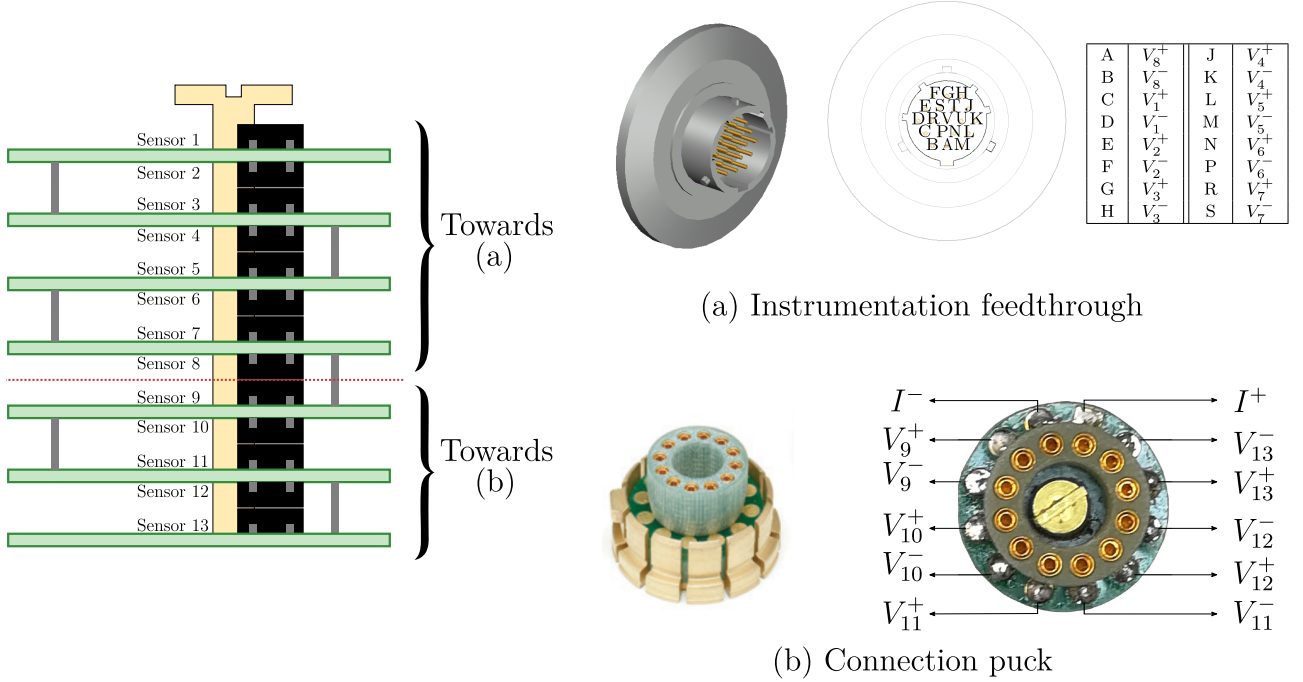 Sensor 1
Sensor 2
Sensor 3
Sensor 4
Sensor 5
Sensor 6
Sensor 7
Sensor 8
Sensor 9
Sensor 10
Sensor 11
Sensor 12
Sensor 13
Towards
(a)
Towards
(b)
FGH
ESTJ
DRVUK
CPNL
BAM
A V₈⁺ J V₄⁺
B V₈⁻ K V₄⁻
C V₁⁺ L V₅⁺
D V₁⁻ M V₅⁻
E V₂⁺ N V₆⁺
F V₂⁻ P V₆⁻
G V₃⁺ R V₇⁺
H V₃⁻ S V₇⁻
(a) Instrumentation feedthrough
I⁻ I⁺
V₉⁺ V₁₃⁻
V₉⁻ V₁₃⁺
V₁₀⁺ V₁₂⁻
V₁₀⁻ V₁₂⁺
V₁₁⁺ V₁₁⁻
(b) Connection puck